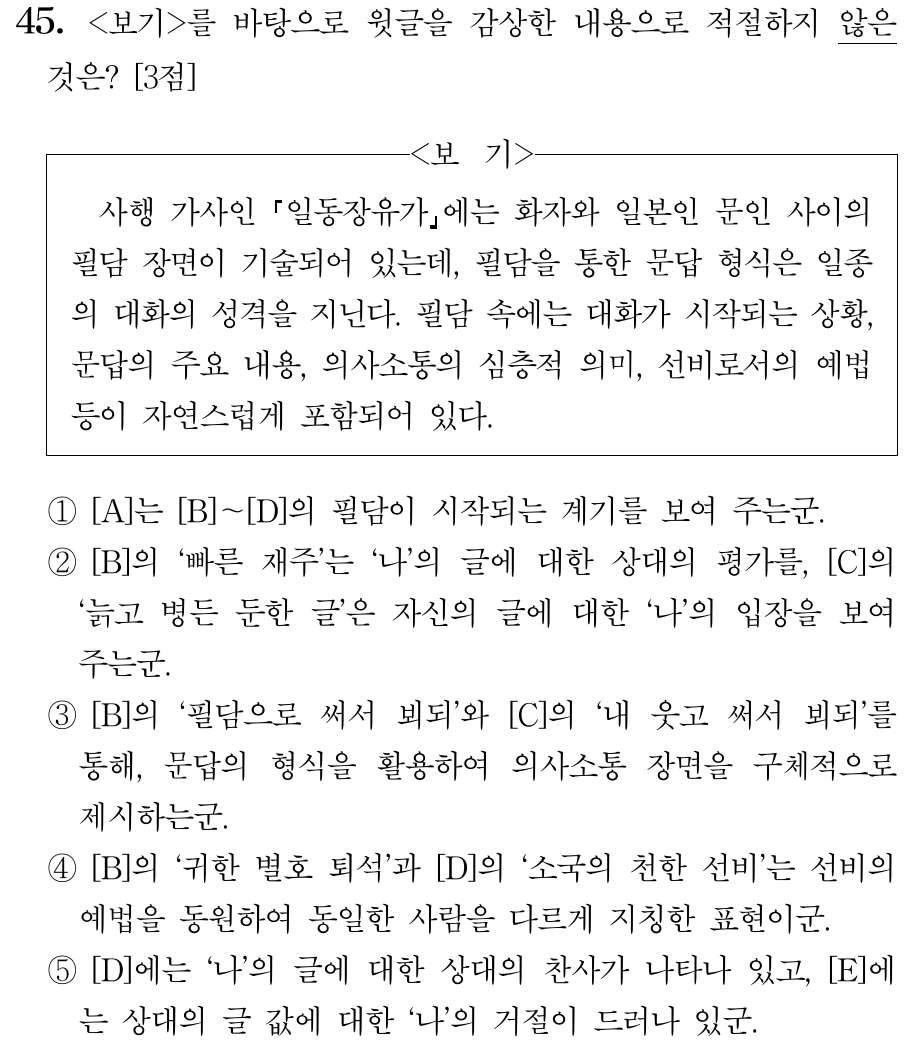 45. <보기>를 바탕으로 윗글을 감상한 내용으로 적절하지 않은
것은? [3점]
<보 기>
사행 가사인 「일동장유가」에는 화자와 일본인 문인 사이의
필담 장면이 기술되어 있는데, 필담을 통한 문답 형식은 일종
의 대화의 성격을 지닌다. 필담 속에는 대화가 시작되는 상황,
문답의 주요 내용, 의사소통의 심층적 의미, 선비로서의 예법
등이 자연스럽게 포함되어 있다.
① [A]는 [B]~[D]의 필담이 시작되는 계기를 보여 주는군.
② [B]의 ‘빠른 재주’는 ‘나’의 글에 대한 상대의 평가를, [C]의
‘늙고 병든 둔한 글’은 자신의 글에 대한 ‘나’의 입장을 보여
주는군.
③ [B]의 ‘필담으로 써서 뵈되’와 [C]의 ‘내 웃고 써서 뵈되’를
통해, 문답의 형식을 활용하여 의사소통 장면을 구체적으로
제시하는군.
④ [B]의 ‘귀한 별호 퇴석’과 [D]의 ‘소국의 천한 선비’는 선비의
예법을 동원하여 동일한 사람을 다르게 지칭한 표현이군.
⑤ [D]에는 ‘나’의 글에 대한 상대의 찬사가 나타나 있고, [E]에
는 상대의 글 값에 대한 ‘나’의 거절이 드러나 있군.